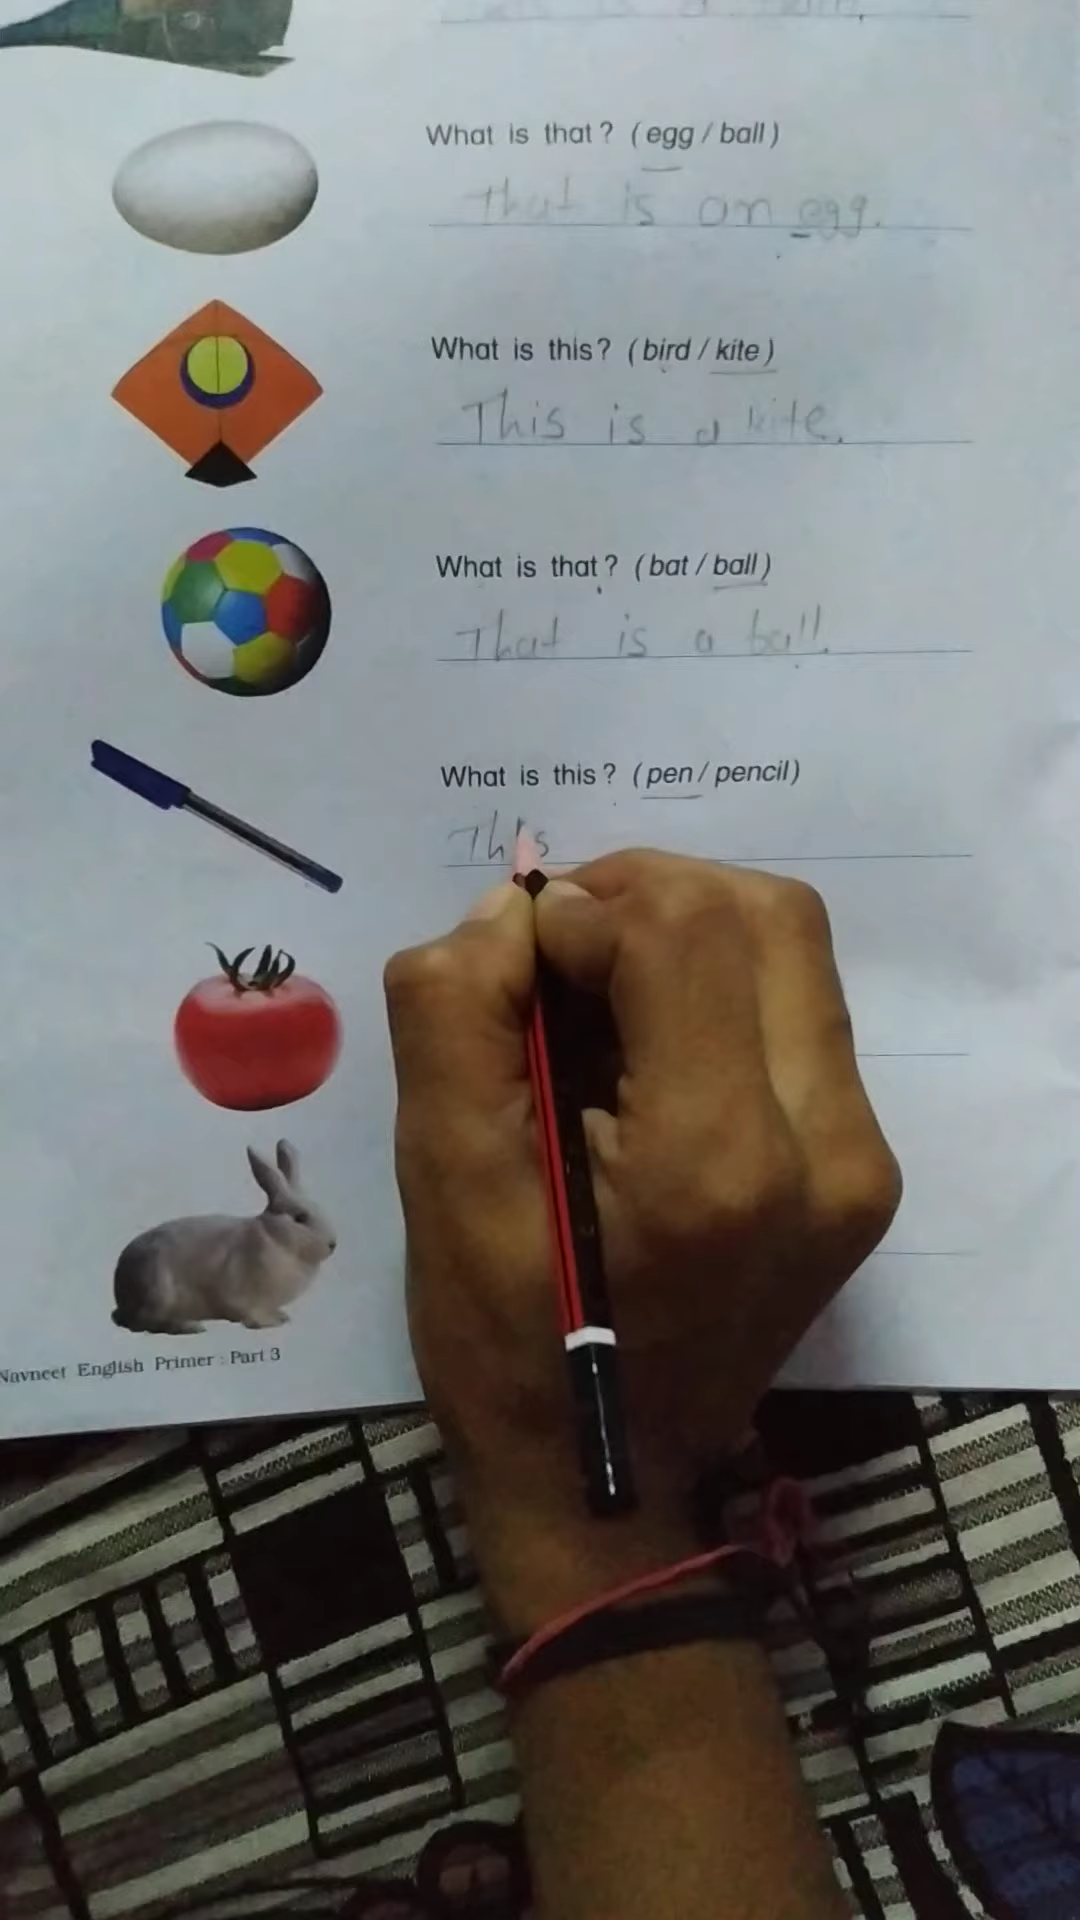 What is that? (egg / ball)
That is an egg.
What is this? (bird / kite)
This is a kite.
What is that? (bat / ball)
That is a ball.
What is this? (pen / pencil)
This
Navneet English Primer : Part 3